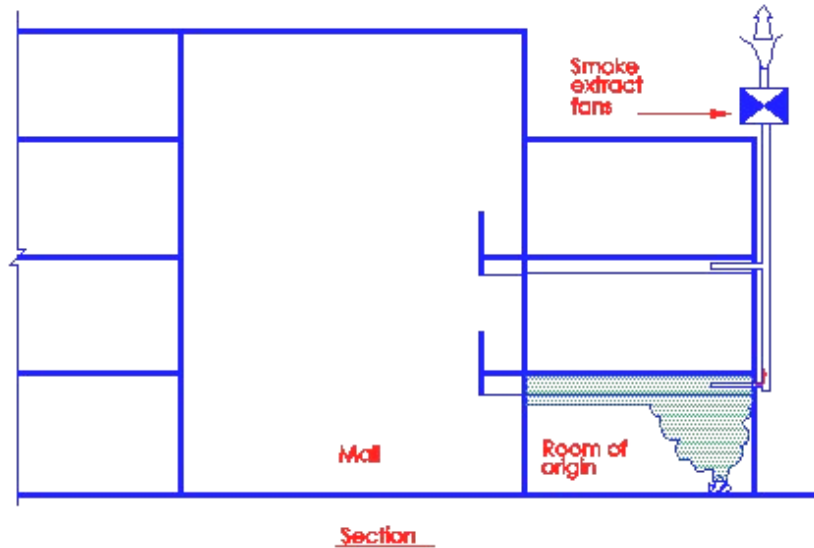 Smoke
extract
fans
Mall
Room of
origin
Section